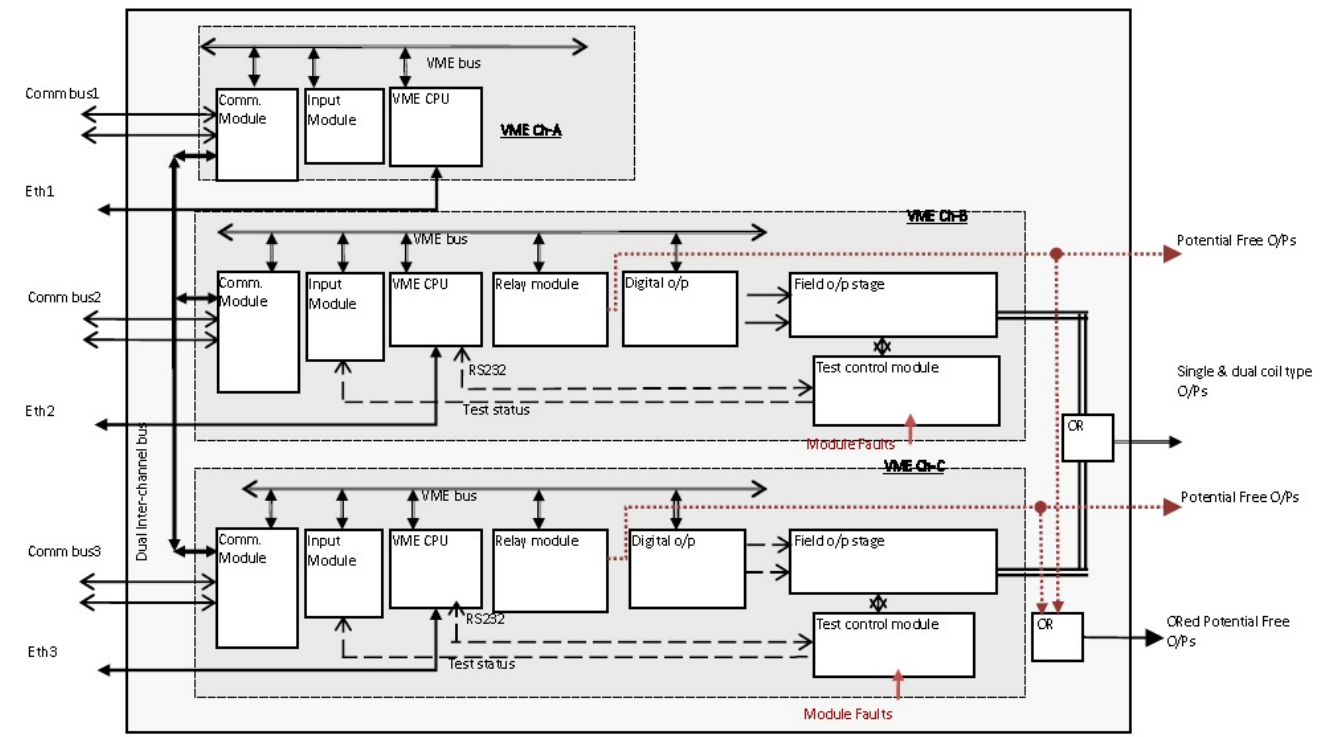 VME bus
Comm bus1
Comm.
Module
Input
Module
VME CPU
VME Ch-A
Eth1
VME Ch-B
VME bus
Potential Free O/Ps
Comm bus2
Comm.
Module
Input
Module
VME CPU
Relay module
Digital o/p
Field o/p stage
RS232
Test control module
Single & dual coil type
O/Ps
Eth2
Test status
OR
Module Faults
Dual Inter-channel bus
VME Ch-C
VME bus
Potential Free O/Ps
Comm bus3
Comm.
Module
Input
Module
VME CPU
Relay module
Digital o/p
Field o/p stage
RS232
Test control module
OR
ORed Potential Free
O/Ps
Eth3
Test status
Module Faults